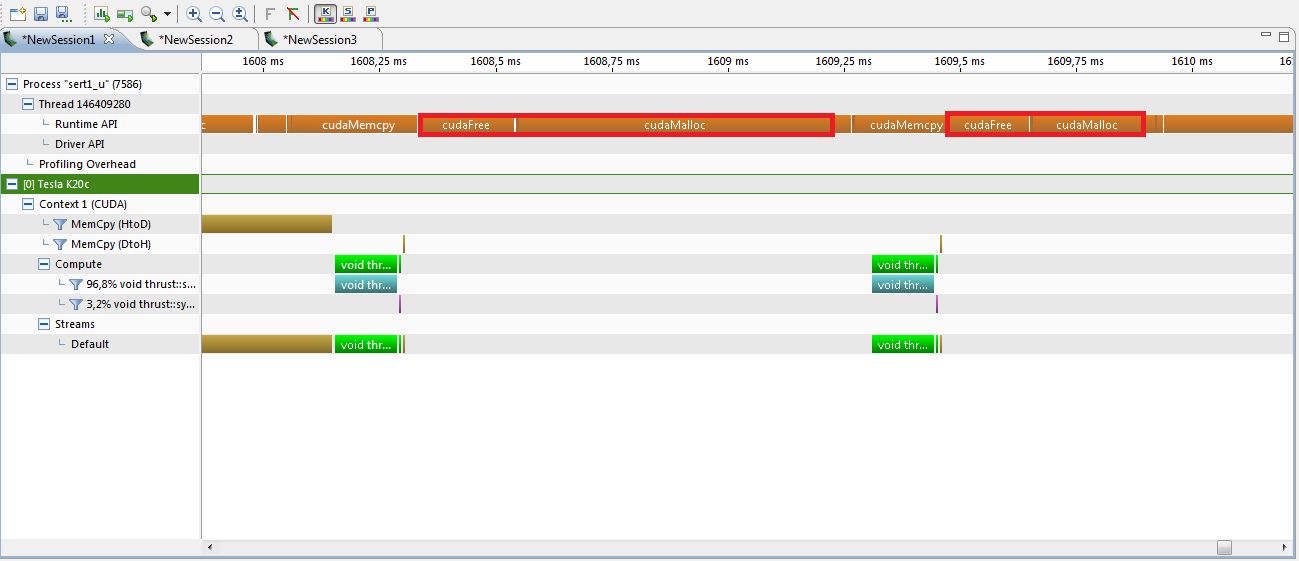 *NewSession1 *NewSession2 *NewSession3
1608 ms 1608,25 ms 1608,5 ms 1608,75 ms 1609 ms 1609,25 ms 1609,5 ms 1609,75 ms 1610 ms 16
Process "sert1_u" (7586)
Thread 146409280
Runtime API c cudaMemcpy cudaFree cudaMalloc cudaMemcpy cudaFree cudaMalloc
Driver API
Profiling Overhead
[0] Tesla K20c
Context 1 (CUDA)
MemCpy (HtoD)
MemCpy (DtoH)
Compute void thr... void thr...
96,8% void thrust::s... void thr... void thr...
3,2% void thrust::sy...
Streams
Default void thr... void thr...